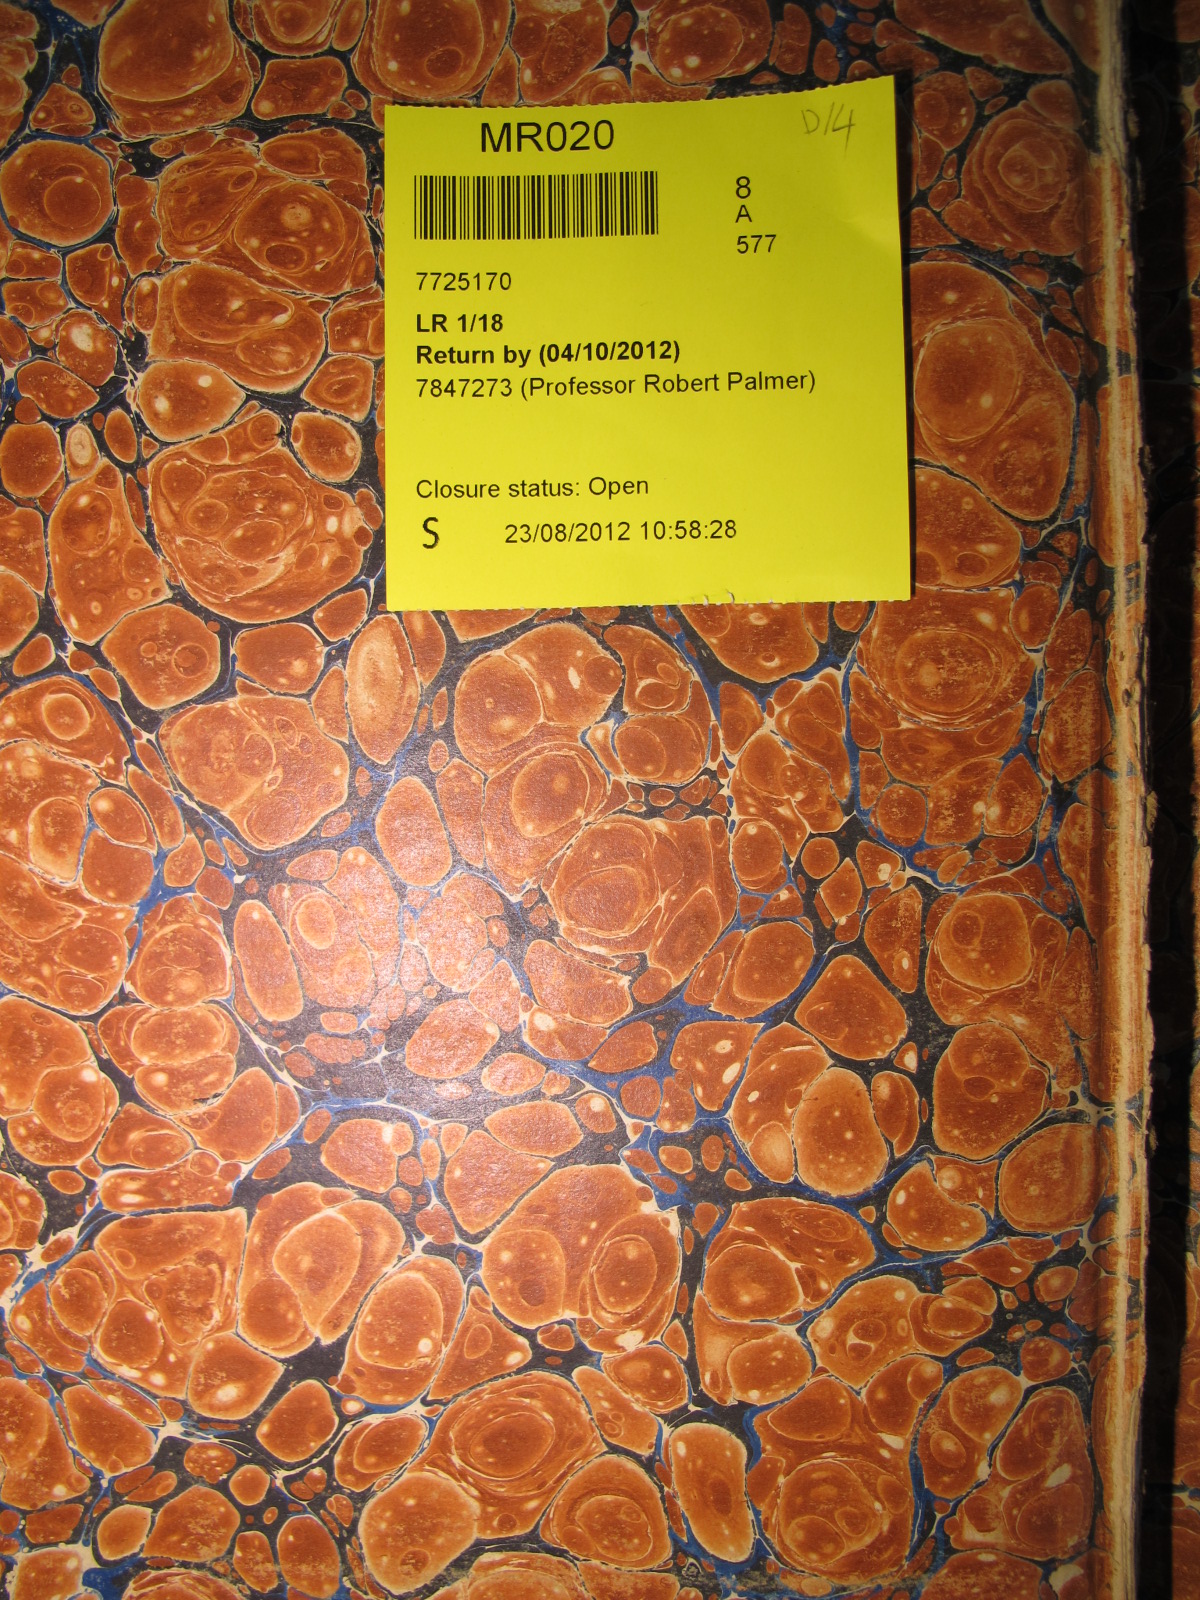 MR020
D/4
8
A
577
7725170
LR 1/18
Return by (04/10/2012)
7847273 (Professor Robert Palmer)
Closure status: Open
S 23/08/2012 10:58:28